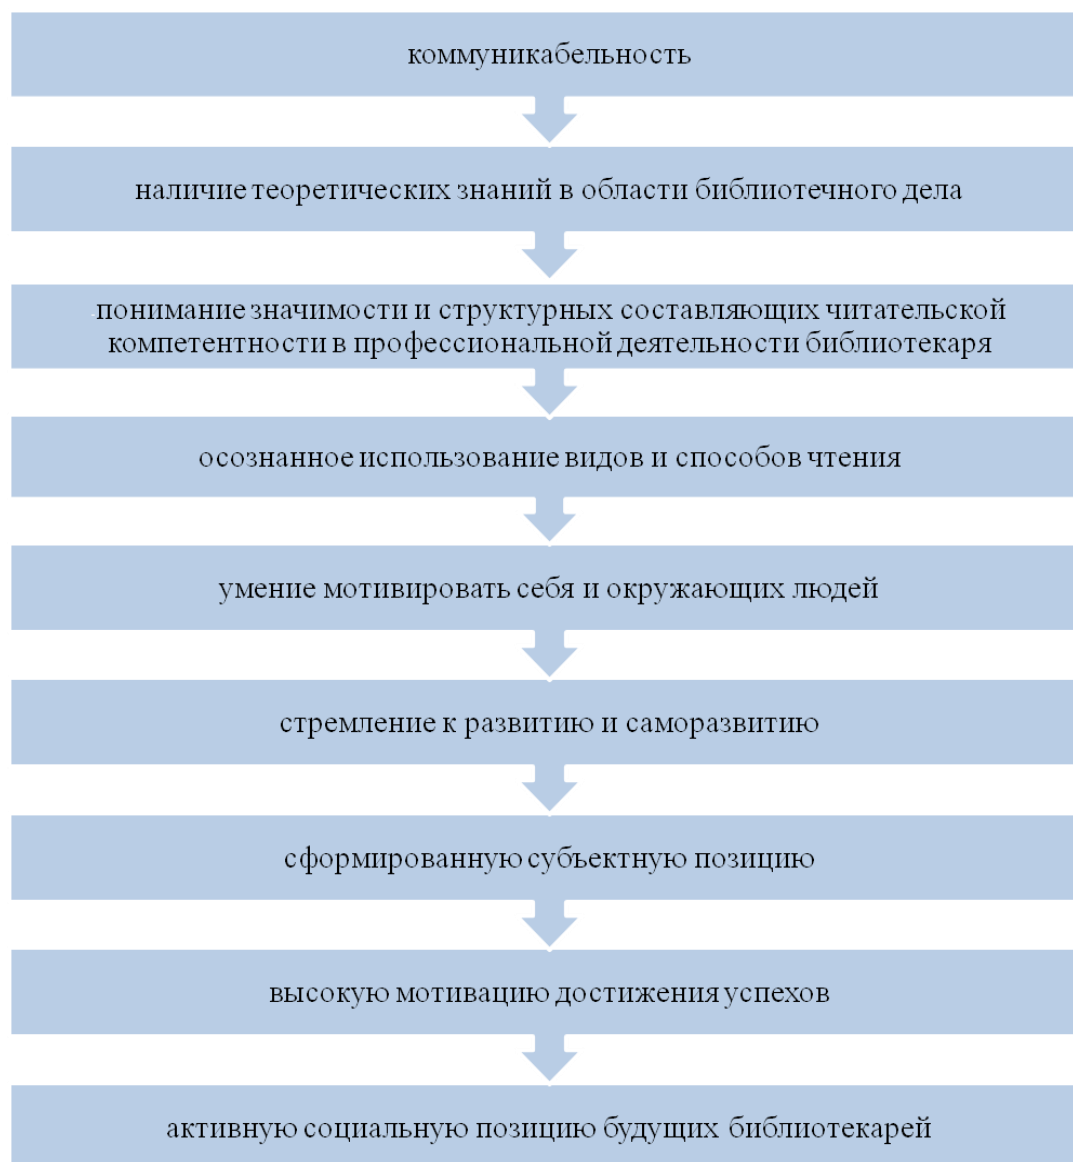 коммуникабельность
наличие теоретических знаний в области библиотечного дела
понимание значимости и структурных составляющих читательской
компетентности в профессиональной деятельности библиотекаря
осознанное использование видов и способов чтения
умение мотивировать себя и окружающих людей
стремление к развитию и саморазвитию
сформированную субъектную позицию
высокую мотивацию достижения успехов
активную социальную позицию будущих библиотекарей